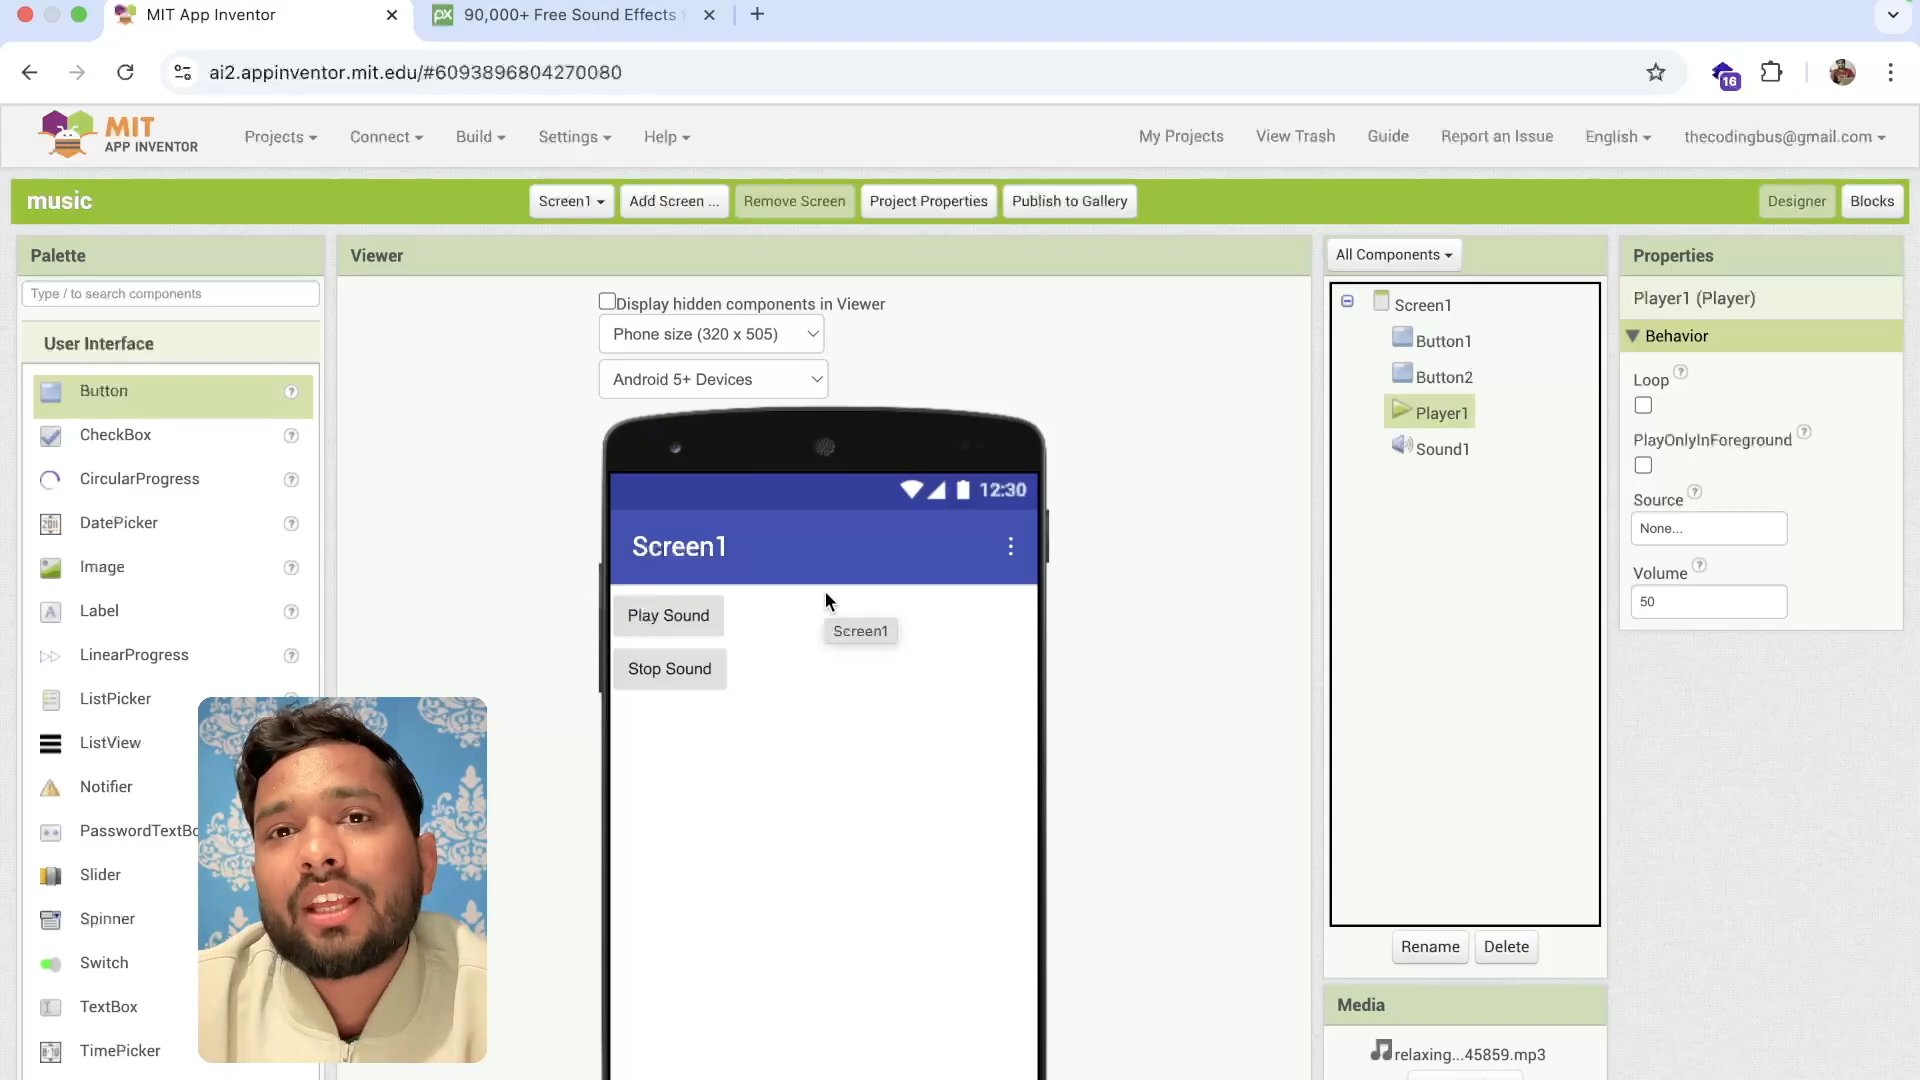 MIT App Inventor
90,000+ Free Sound Effects
ai2.appinventor.mit.edu/#6093896804270080
16
MIT
APP INVENTOR
Projects
Connect
Build
Settings
Help
My Projects
View Trash
Guide
Report an Issue
English
thecodingbus@gmail.com
music
Screen1
Add Screen ...
Remove Screen
Project Properties
Publish to Gallery
Designer
Blocks
Palette
Type / to search components
User Interface
Button
CheckBox
CircularProgress
DatePicker
Image
Label
LinearProgress
ListPicker
ListView
Notifier
PasswordTextBo
Slider
Spinner
Switch
TextBox
TimePicker
Viewer
Display hidden components in Viewer
Phone size (320 x 505)
Android 5+ Devices
12:30
Screen1
Play Sound
Screen1
Stop Sound
All Components
Screen1
Button1
Button2
Player1
Sound1
Rename
Delete
Media
relaxing...45859.mp3
Properties
Player1 (Player)
Behavior
Loop
PlayOnlyInForeground
Source
None...
Volume
50